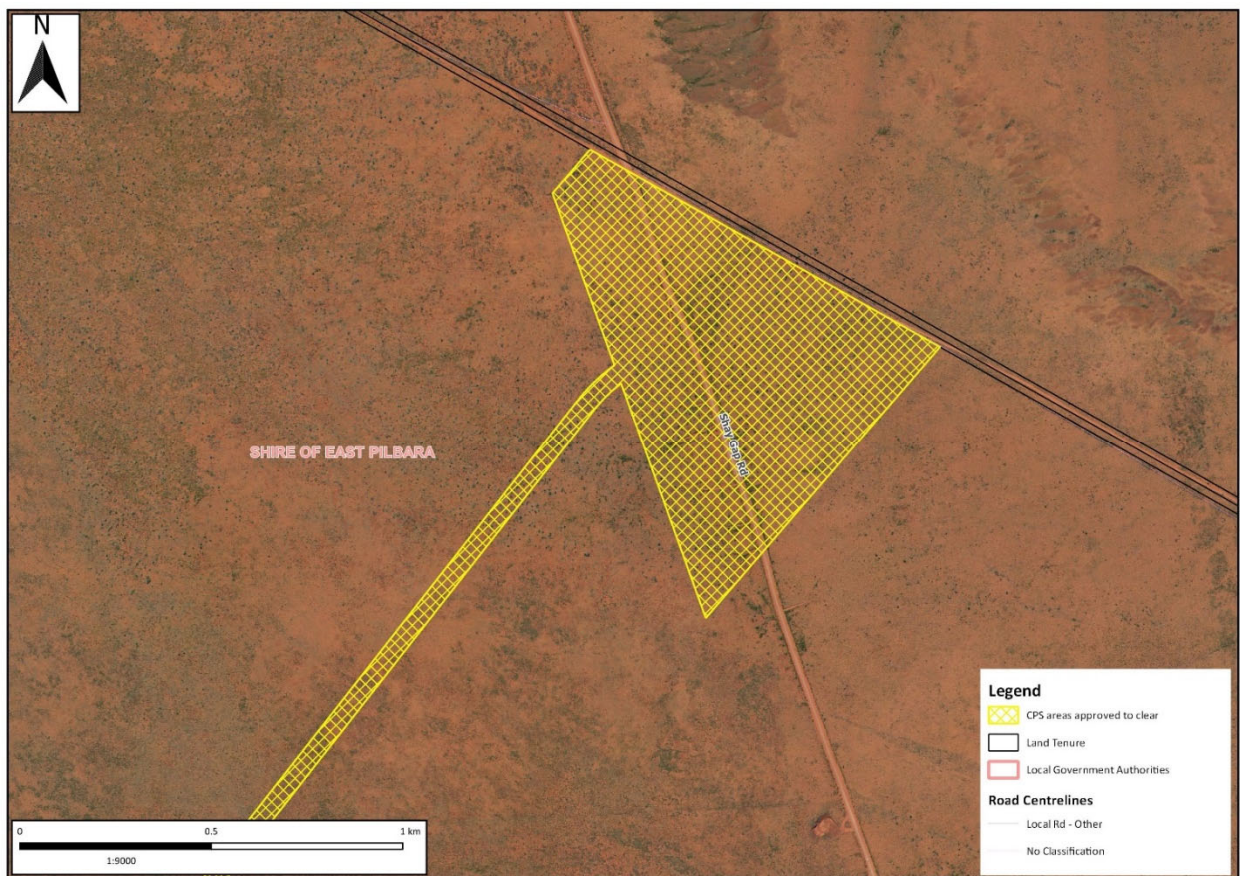 N
Shay Gap Rd
SHIRE OF EAST PILBARA
Legend
CPS areas approved to clear
Land Tenure
Local Government Authorities
Road Centrelines
Local Rd - Other
No Classification
0 0.5 1 km
1:9000